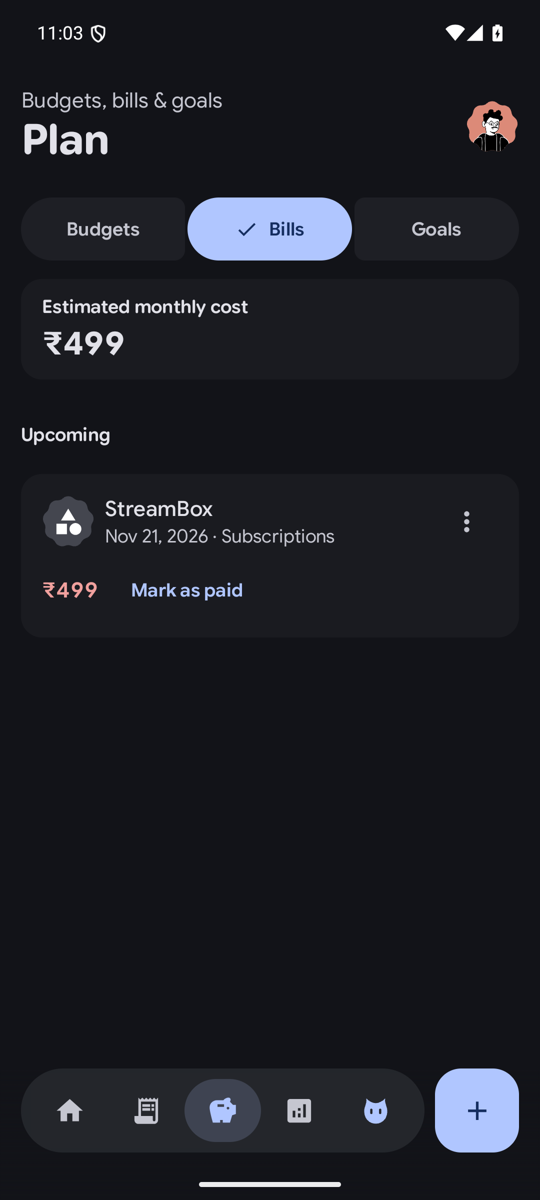 11:03
Budgets, bills & goals
Plan
Budgets
Bills
Goals
Estimated monthly cost
₹499
Upcoming
StreamBox
Nov 21, 2026 · Subscriptions
₹499 Mark as paid